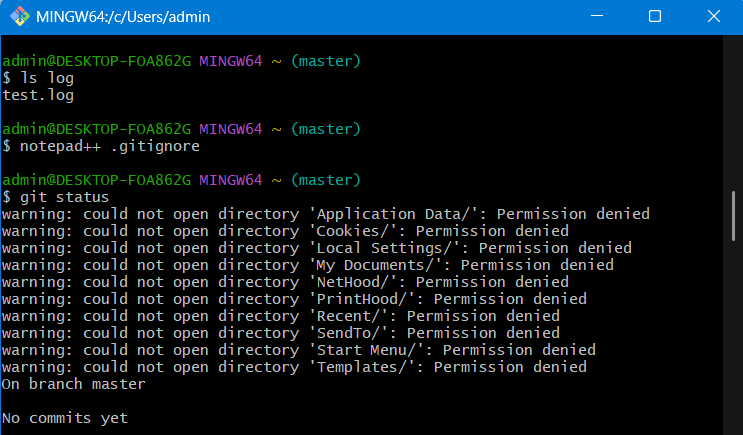 MINGW64:/c/Users/admin
admin@DESKTOP-FOA862G MINGW64 ~ (master)
$ ls log
test.log
admin@DESKTOP-FOA862G MINGW64 ~ (master)
$ notepad++ .gitignore
admin@DESKTOP-FOA862G MINGW64 ~ (master)
$ git status
warning: could not open directory 'Application Data/': Permission denied
warning: could not open directory 'Cookies/': Permission denied
warning: could not open directory 'Local Settings/': Permission denied
warning: could not open directory 'My Documents/': Permission denied
warning: could not open directory 'NetHood/': Permission denied
warning: could not open directory 'PrintHood/': Permission denied
warning: could not open directory 'Recent/': Permission denied
warning: could not open directory 'SendTo/': Permission denied
warning: could not open directory 'Start Menu/': Permission denied
warning: could not open directory 'Templates/': Permission denied
On branch master
No commits yet